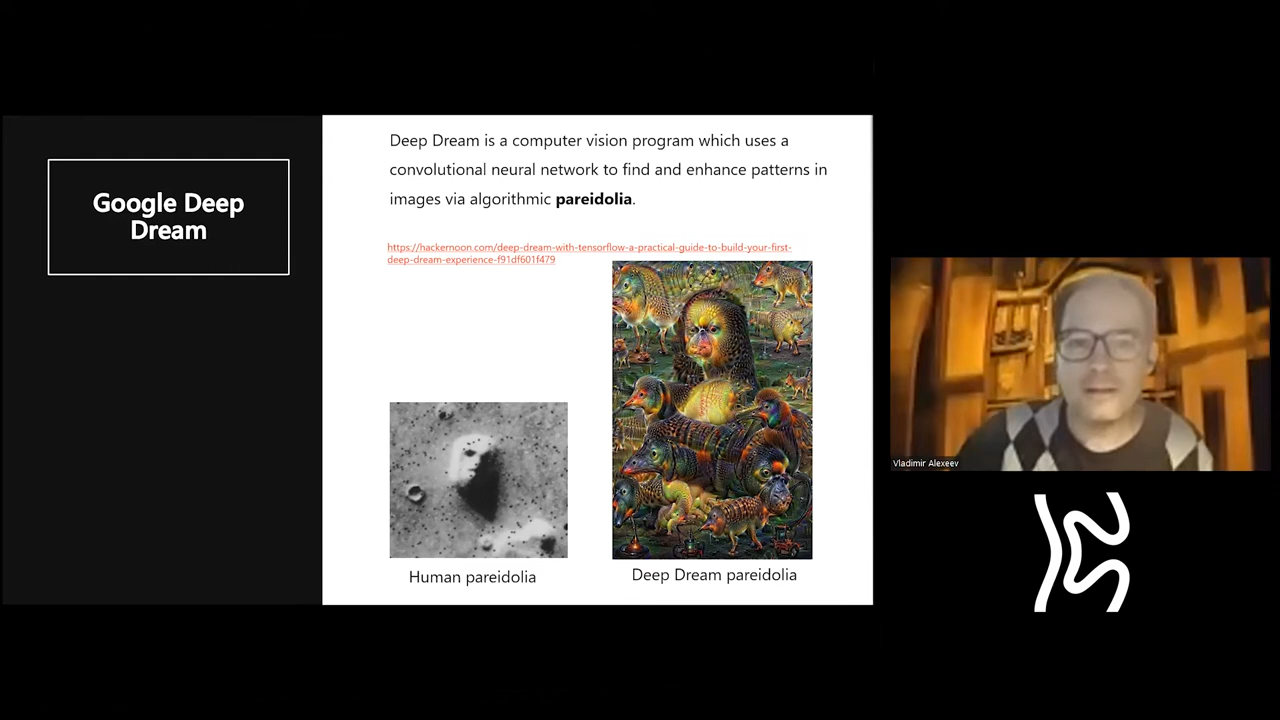 Google Deep
Dream
Deep Dream is a computer vision program which uses a
convolutional neural network to find and enhance patterns in
images via algorithmic pareidolia.
https://hackernoon.com/deep-dream-with-tensorflow-a-practical-guide-to-build-your-first-
deep-dream-experience-f91df601f479
Human pareidolia
Deep Dream pareidolia
Vladimir Alexeev